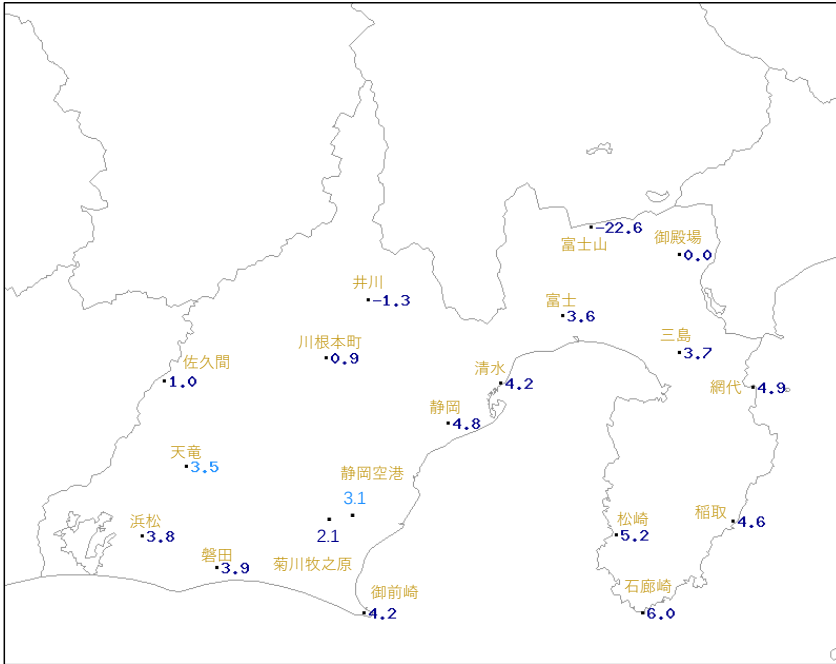 -22.6
富士山
御殿場
0.0
井川
-1.3
富士
3.6
川根本町
0.9
三島
3.7
佐久間
1.0
清水
4.2
網代
4.9
静岡
4.8
天竜
3.5
静岡空港
3.1
2.1
菊川牧之原
浜松
3.8
松崎
5.2
稲取
4.6
磐田
3.9
御前崎
4.2
石廊崎
6.0